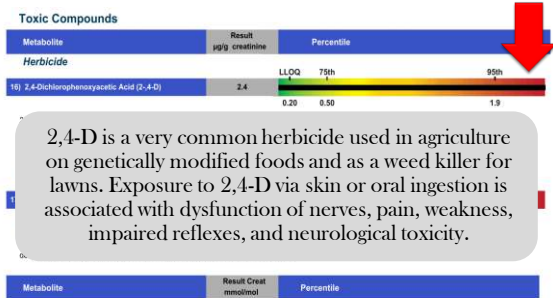 Toxic Compounds
Metabolite Result µg/g creatinine Percentile
Herbicide
LLOQ 75th 95th
16) 2,4-Dichlorophenoxyacetic Acid (2-,4-D) 2.4
0.20 0.50 1.9
2,4-D is a very common herbicide used in agriculture
on genetically modified foods and as a weed killer for
lawns. Exposure to 2,4-D via skin or oral ingestion is
associated with dysfunction of nerves, pain, weakness,
impaired reflexes, and neurological toxicity.
Metabolite Result Creat mmol/mol Percentile